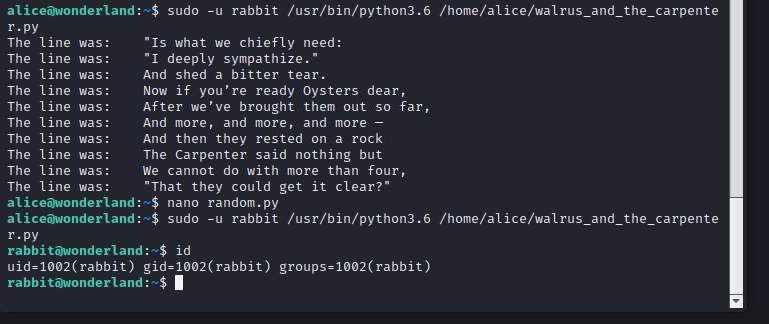 alice@wonderland:~$ sudo -u rabbit /usr/bin/python3.6 /home/alice/walrus_and_the_carpente
r.py
The line was:    "Is what we chiefly need:
The line was:    "I deeply sympathize."
The line was:    And shed a bitter tear.
The line was:    Now if you’re ready Oysters dear,
The line was:    After we’ve brought them out so far,
The line was:    And more, and more, and more —
The line was:    And then they rested on a rock
The line was:    The Carpenter said nothing but
The line was:    We cannot do with more than four,
The line was:    "That they could get it clear?"
alice@wonderland:~$ nano random.py
alice@wonderland:~$ sudo -u rabbit /usr/bin/python3.6 /home/alice/walrus_and_the_carpente
r.py
rabbit@wonderland:~$ id
uid=1002(rabbit) gid=1002(rabbit) groups=1002(rabbit)
rabbit@wonderland:~$